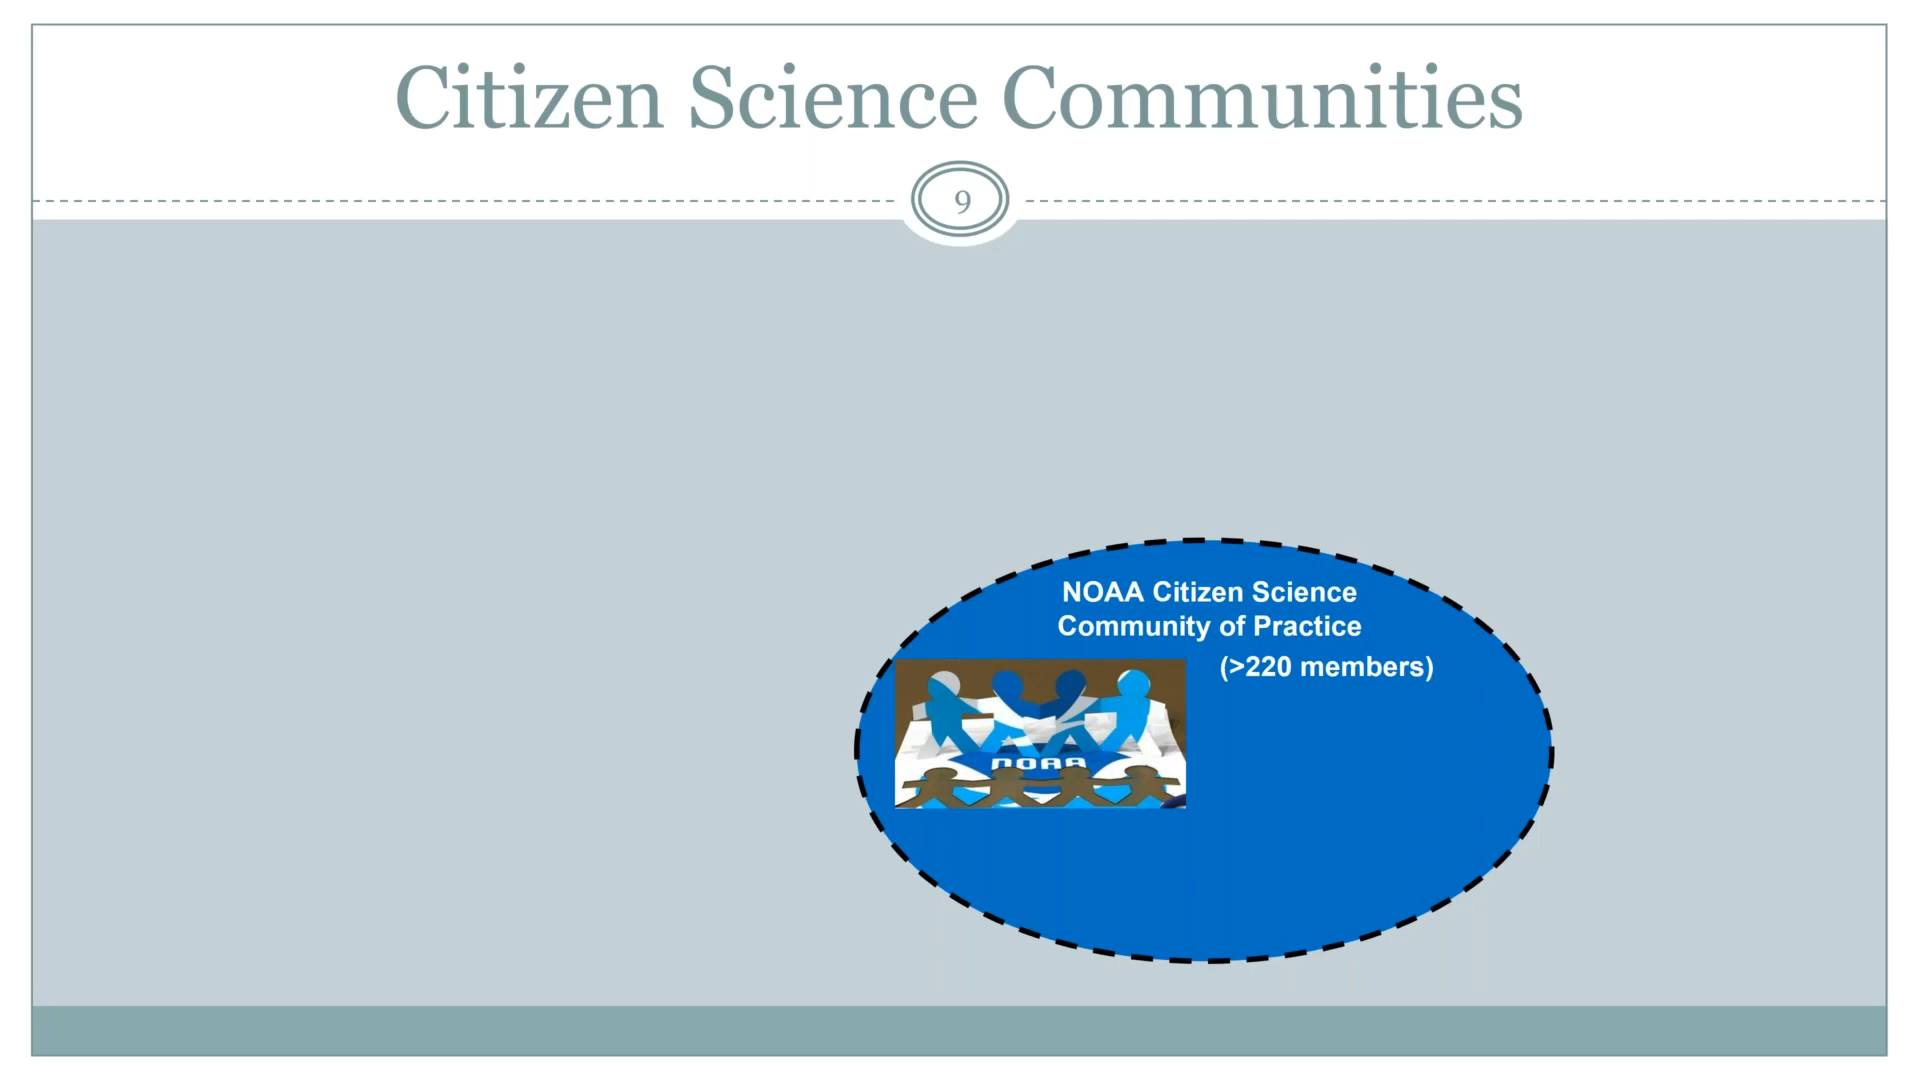 Citizen Science Communities
9
NOAA Citizen Science
Community of Practice
(>220 members)
noaa